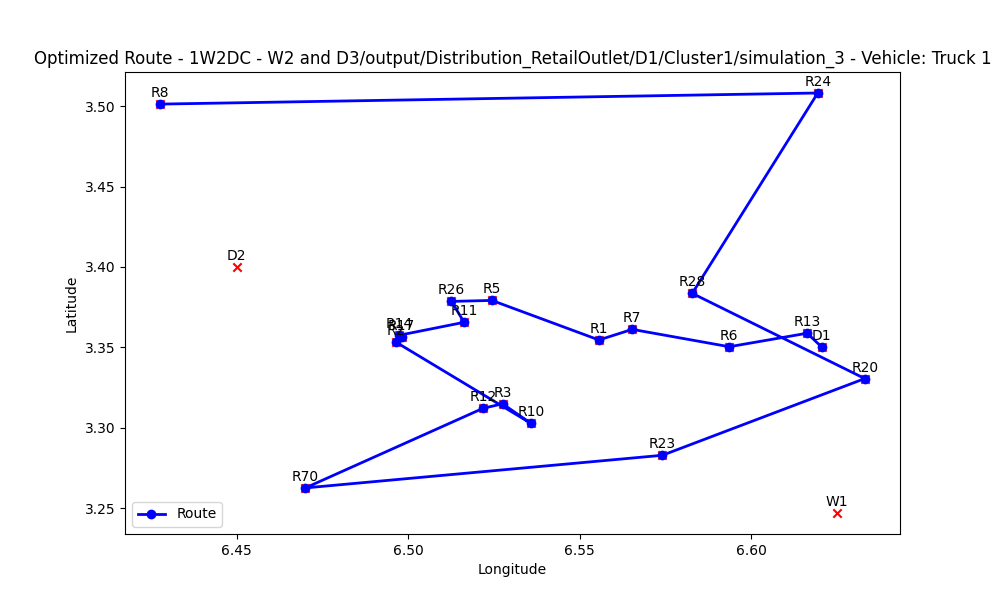 Optimized Route - 1W2DC - W2 and D3/output/Distribution_RetailOutlet/D1/Cluster1/simulation_3 - Vehicle: Truck 1
R8
R24
3.50
3.45
D2
3.40
R28
R26
R5
R11
R14
R17
R1
R7
R13
R6
D1
3.35
R20
R12
R3
R10
3.30
R23
R70
W1
3.25
Route
Latitude
6.45
6.50
6.55
6.60
Longitude